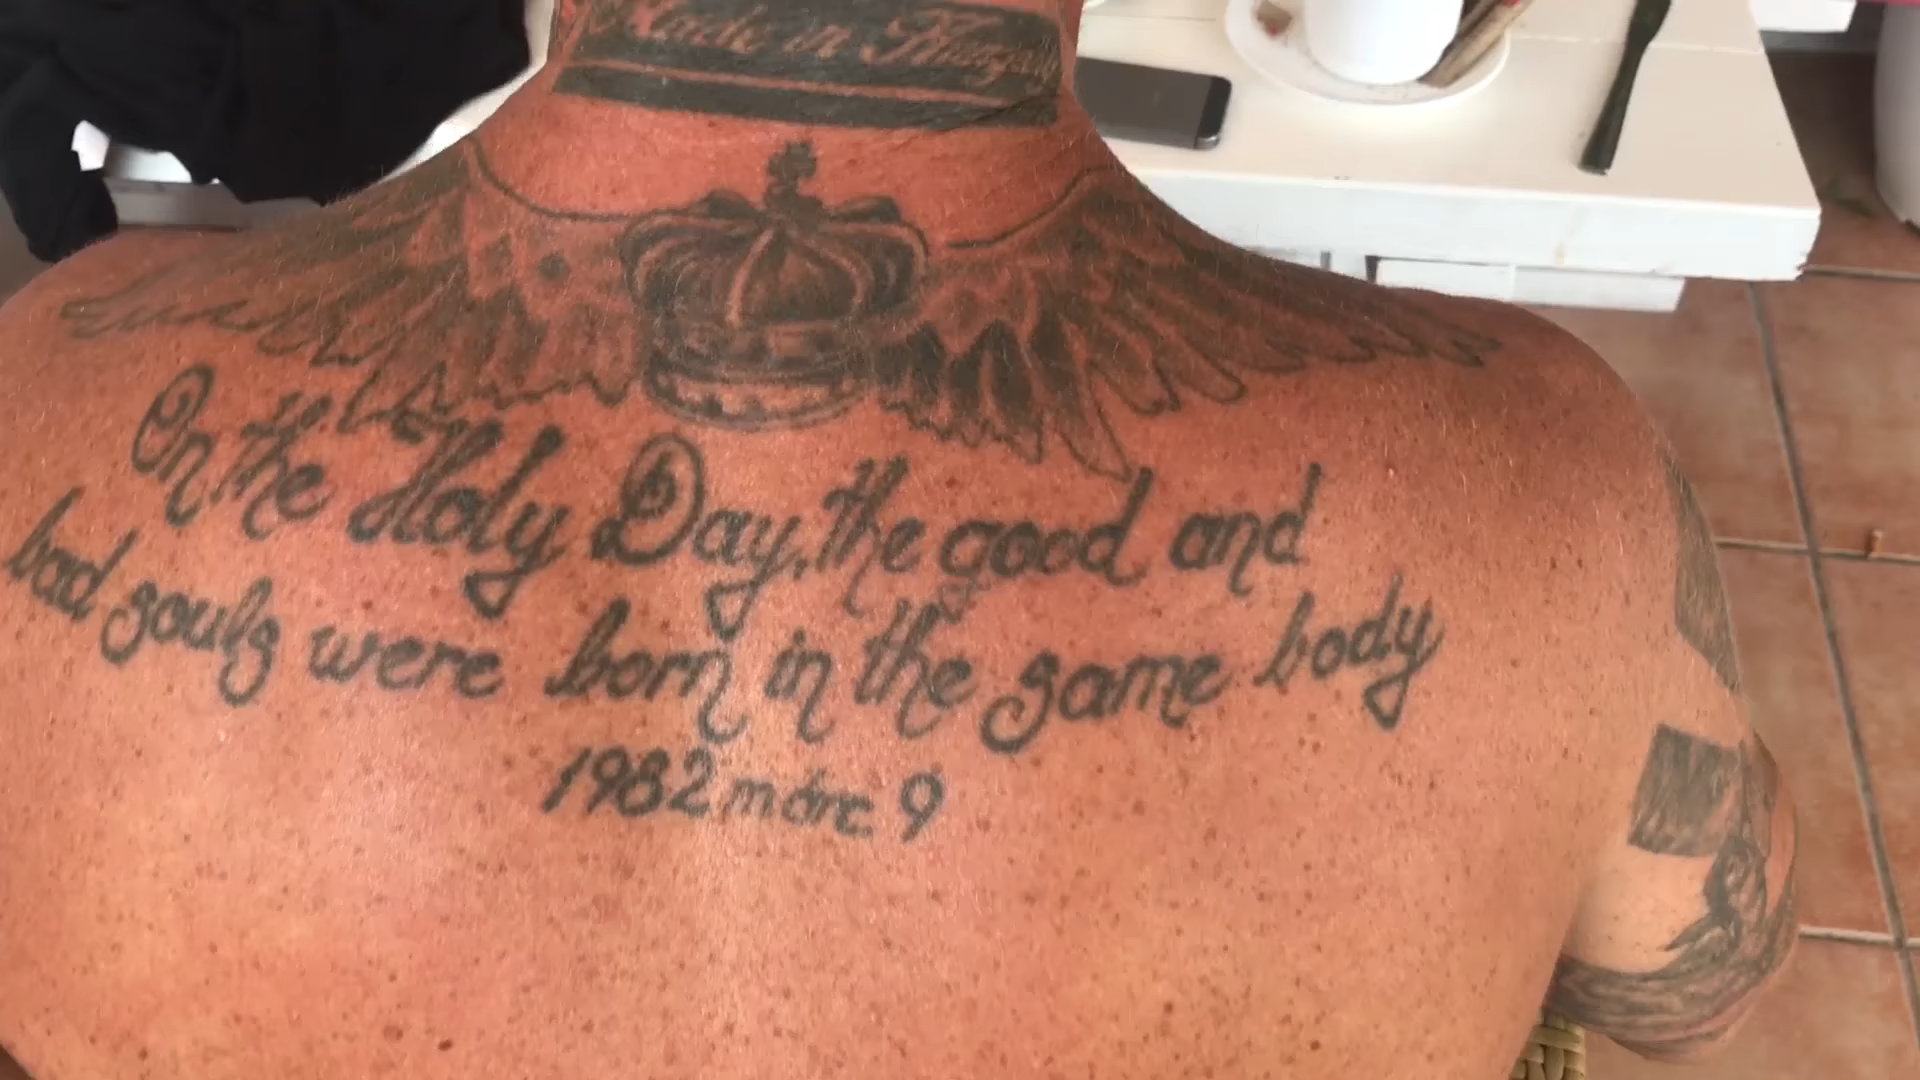 Made in Hungary
On the Holy Day, the good and
bad souls were born in the same body
1982 márc 9